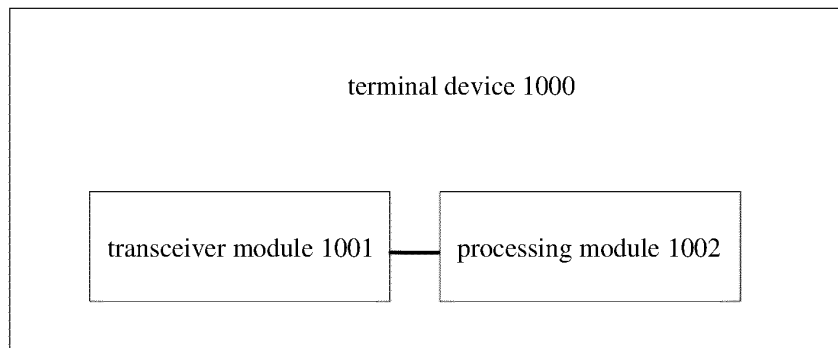 terminal device 1000
transceiver module 1001
processing module 1002